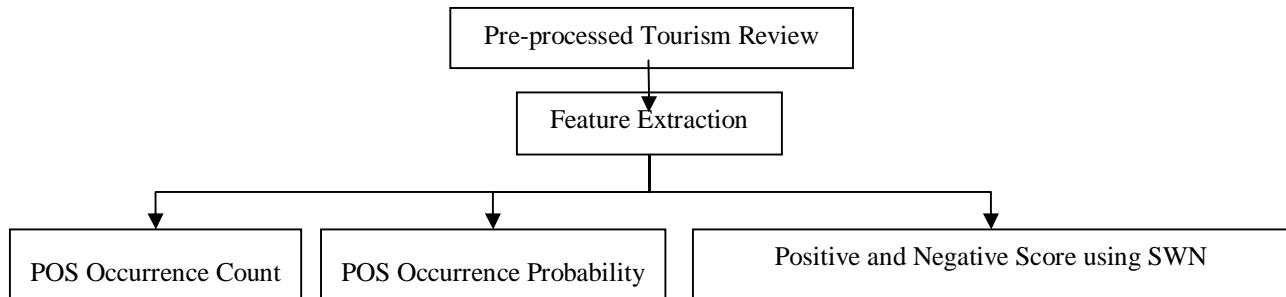 Pre-processed Tourism Review
Feature Extraction
POS Occurrence Count
POS Occurrence Probability
Positive and Negative Score using SWN